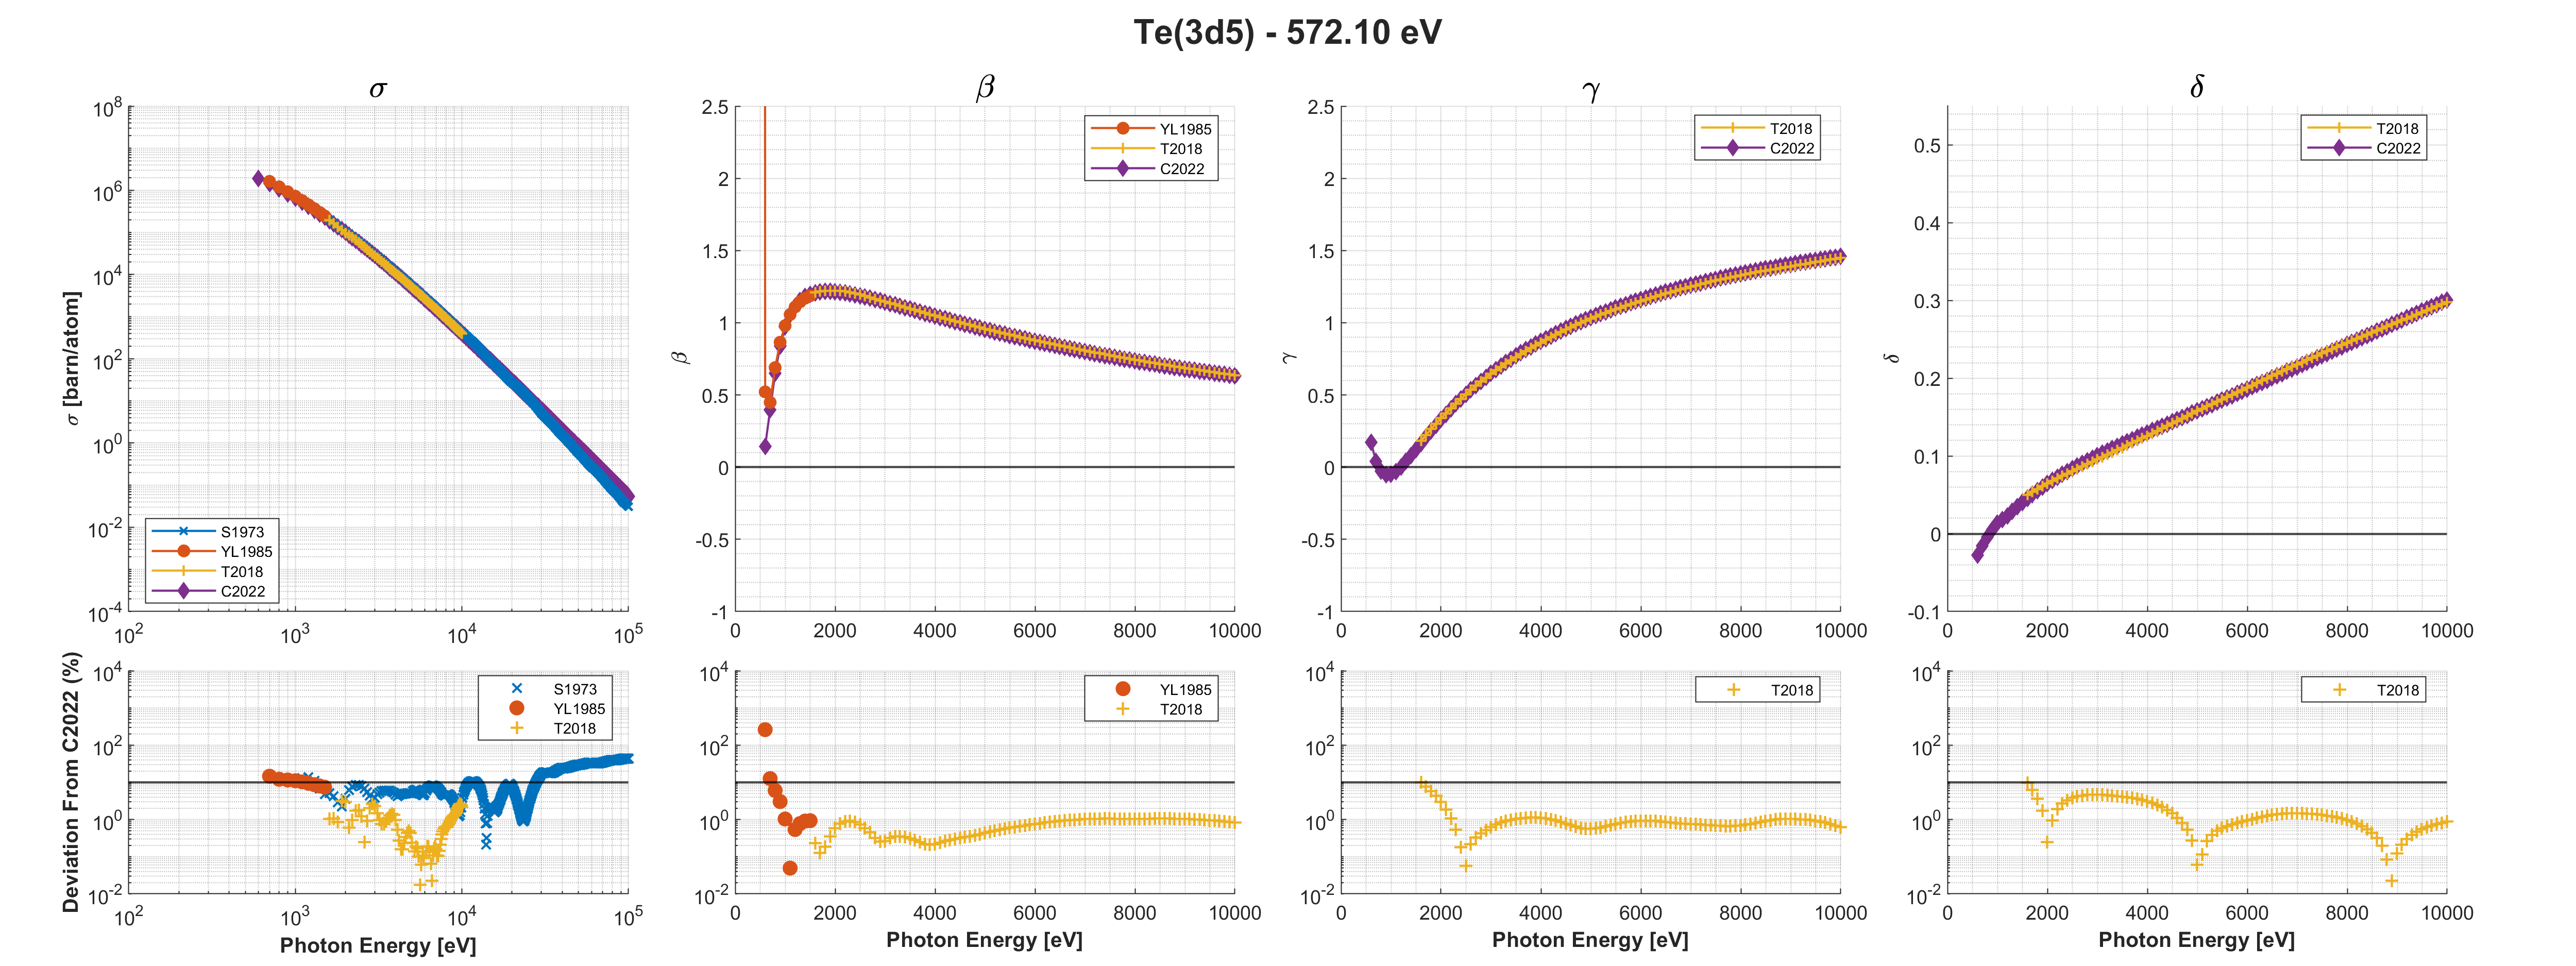 Te(3d5) - 572.10 eV
σ
β
γ
δ
10^8
10^6
10^4
10^2
10^0
10^-2
10^-4
σ [barn/atom]
10^2 10^3 10^4 10^5
S1973
YL1985
T2018
C2022
2.5
2
1.5
1
0.5
0
-0.5
-1
β
0 2000 4000 6000 8000 10000
YL1985
T2018
C2022
2.5
2
1.5
1
0.5
0
-0.5
-1
γ
0 2000 4000 6000 8000 10000
T2018
C2022
0.5
0.4
0.3
0.2
0.1
0
-0.1
δ
0 2000 4000 6000 8000 10000
T2018
C2022
Deviation From C2022 (%)
10^4
10^2
10^0
10^-2
10^2 10^3 10^4 10^5
Photon Energy [eV]
S1973
YL1985
T2018
10^4
10^2
10^0
10^-2
0 2000 4000 6000 8000 10000
Photon Energy [eV]
YL1985
T2018
10^4
10^2
10^0
10^-2
0 2000 4000 6000 8000 10000
Photon Energy [eV]
T2018
10^4
10^2
10^0
10^-2
0 2000 4000 6000 8000 10000
Photon Energy [eV]
T2018